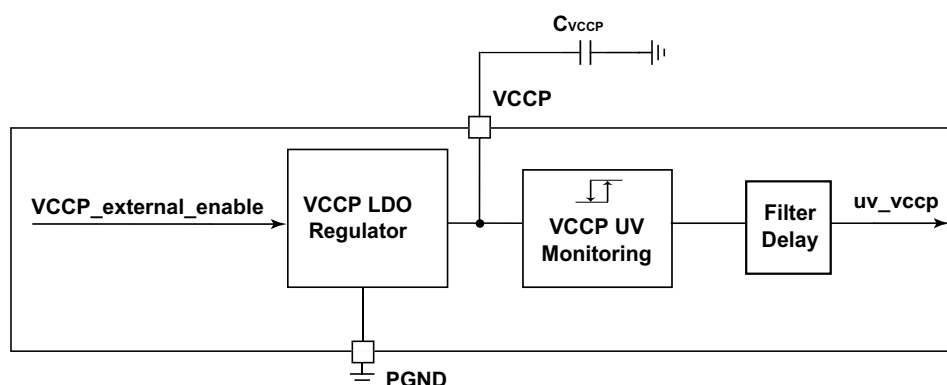 CVCCP
VCCP
VCCP_external_enable
VCCP LDO
Regulator
VCCP UV
Monitoring
Filter
Delay
uv_vccp
PGND